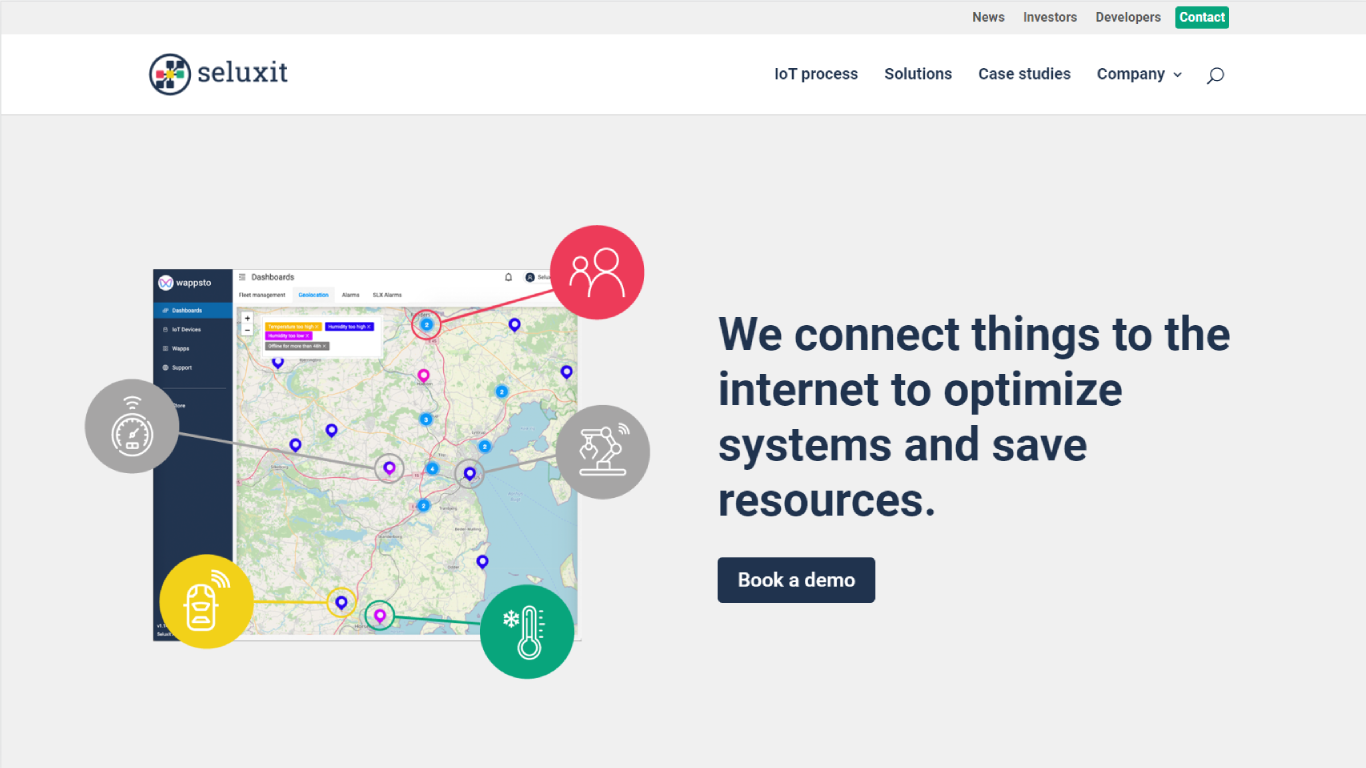 News Investors Developers Contact
seluxit
IoT process Solutions Case studies Company
wappsto
Dashboards
Fleet management Geolocation Alarms SLX Alarms
Dashboards
IoT Devices
Wapps
Support
Temperature too high × Humidity too high ×
Humidity too low ×
Offline for more than 48h ×
+
−
2
2
3
2
4
2
We connect things to the
internet to optimize
systems and save
resources.
Book a demo